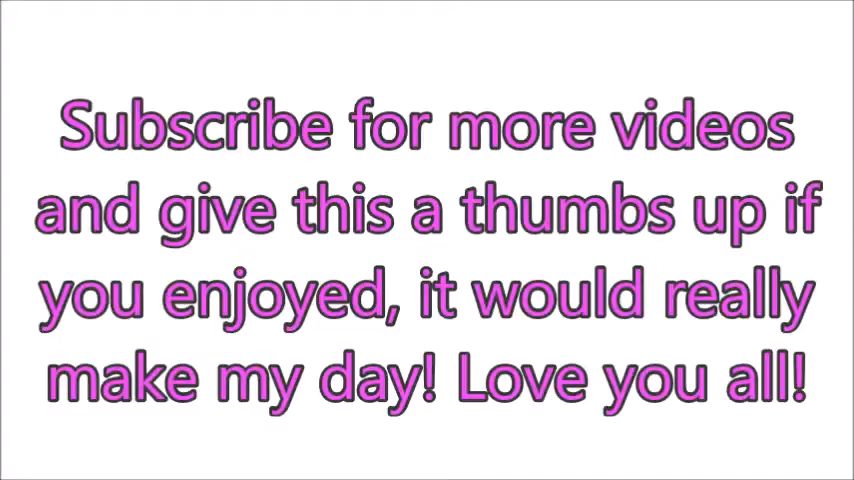 Subscribe for more videos
and give this a thumbs up if
you enjoyed, it would really
make my day! Love you all!